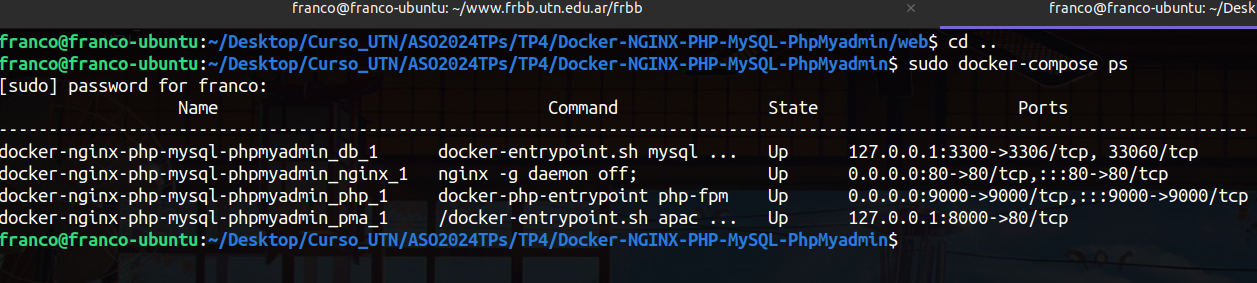 franco@franco-ubuntu: ~/www.frbb.utn.edu.ar/frbb × franco@franco-ubuntu: ~/Desk
franco@franco-ubuntu:~/Desktop/Curso_UTN/ASO2024TPs/TP4/Docker-NGINX-PHP-MySQL-PhpMyadmin/web$ cd ..
franco@franco-ubuntu:~/Desktop/Curso_UTN/ASO2024TPs/TP4/Docker-NGINX-PHP-MySQL-PhpMyadmin$ sudo docker-compose ps
[sudo] password for franco:
Name Command State Ports
-----------------------------------------------------------------------------------------------------------------------------
docker-nginx-php-mysql-phpmyadmin_db_1 docker-entrypoint.sh mysql ... Up 127.0.0.1:3300->3306/tcp, 33060/tcp
docker-nginx-php-mysql-phpmyadmin_nginx_1 nginx -g daemon off; Up 0.0.0.0:80->80/tcp,:::80->80/tcp
docker-nginx-php-mysql-phpmyadmin_php_1 docker-php-entrypoint php-fpm Up 0.0.0.0:9000->9000/tcp,:::9000->9000/tcp
docker-nginx-php-mysql-phpmyadmin_pma_1 /docker-entrypoint.sh apac ... Up 127.0.0.1:8000->80/tcp
franco@franco-ubuntu:~/Desktop/Curso_UTN/ASO2024TPs/TP4/Docker-NGINX-PHP-MySQL-PhpMyadmin$